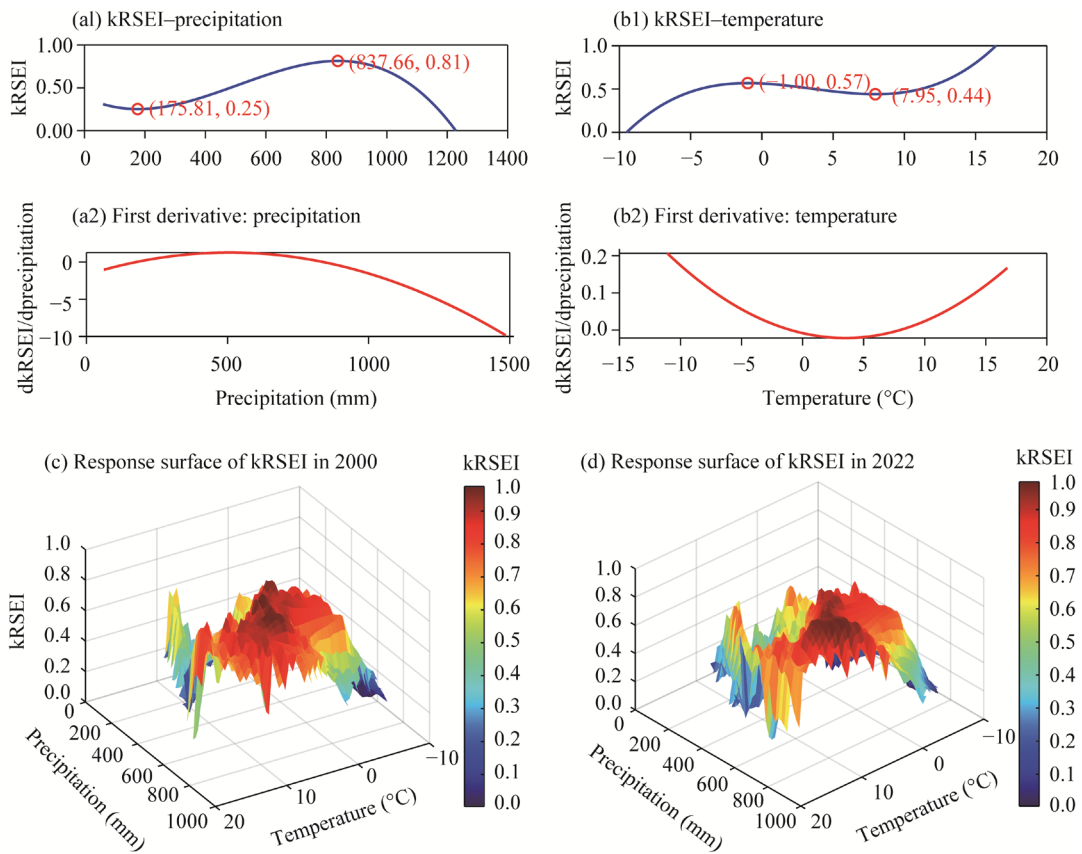 (a1) kRSEI–precipitation
kRSEI
1.00
0.50
0.00
(837.66, 0.81)
(175.81, 0.25)
0 200 400 600 800 1000 1200 1400
(b1) kRSEI–temperature
kRSEI
1.0
0.5
0.0
(−1.00, 0.57)
(7.95, 0.44)
−10 −5 0 5 10 15 20
(a2) First derivative: precipitation
dkRSEI/dprecipitation
0
−5
−10
0 500 1000 1500
Precipitation (mm)
(b2) First derivative: temperature
dkRSEI/dprecipitation
0.2
0.1
0.0
−15 −10 −5 0 5 10 15 20
Temperature (°C)
(c) Response surface of kRSEI in 2000
kRSEI
1.0
0.9
0.8
0.7
0.6
0.5
0.4
0.3
0.2
0.1
0.0
kRSEI
1.0
0.8
0.6
0.4
0.2
0.0
0
200
400
600
800
1000
Precipitation (mm)
20
10
0
−10
Temperature (°C)
(d) Response surface of kRSEI in 2022
kRSEI
1.0
0.9
0.8
0.7
0.6
0.5
0.4
0.3
0.2
0.1
0.0
kRSEI
1.0
0.8
0.6
0.4
0.2
0.0
0
200
400
600
800
1000
Precipitation (mm)
20
10
0
−10
Temperature (°C)